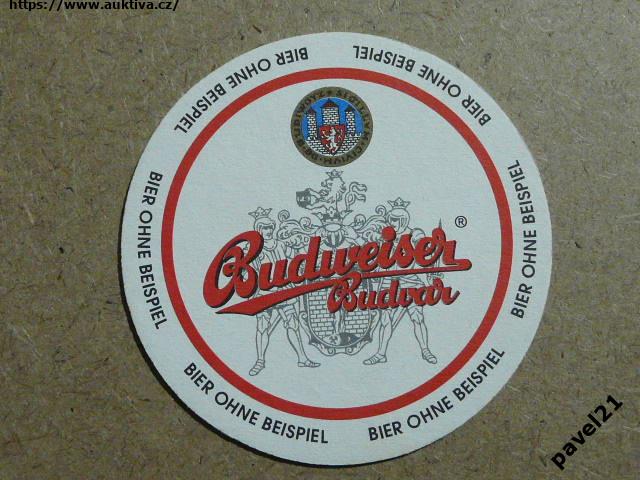 https://www.auktiva.cz/
BIER OHNE BEISPIEL
BIER OHNE BEISPIEL
BIER OHNE BEISPIEL
BIER OHNE BEISPIEL
BIER OHNE BEISPIEL
BIER OHNE BEISPIEL
Budweiser
®
Budvar
pavel21